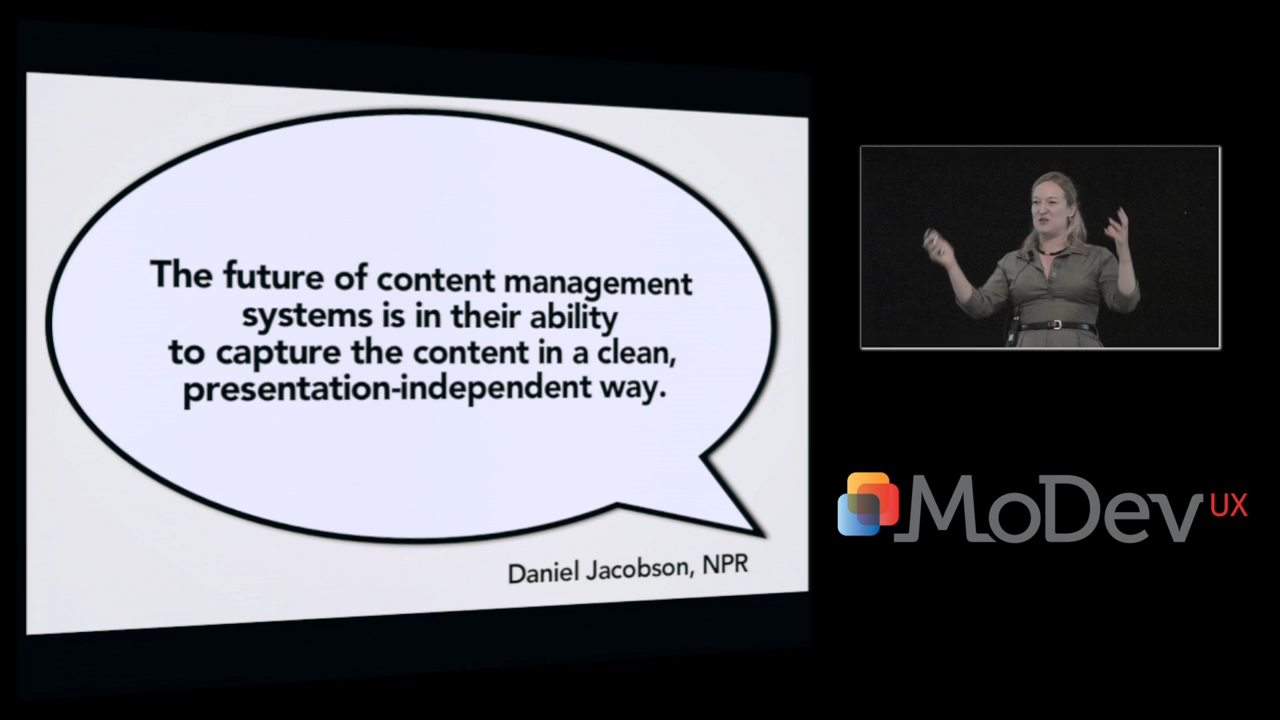 The future of content management
systems is in their ability
to capture the content in a clean,
presentation-independent way.
Daniel Jacobson, NPR
MoDev UX